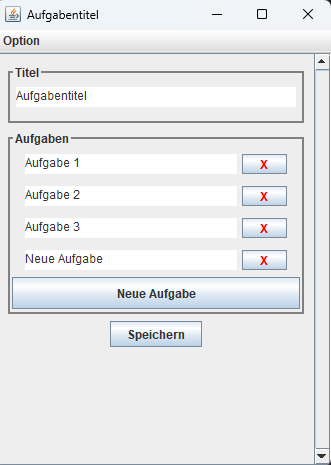 Aufgabentitel
Option
Titel
Aufgabentitel
Aufgaben
Aufgabe 1 X
Aufgabe 2 X
Aufgabe 3 X
Neue Aufgabe X
Neue Aufgabe
Speichern